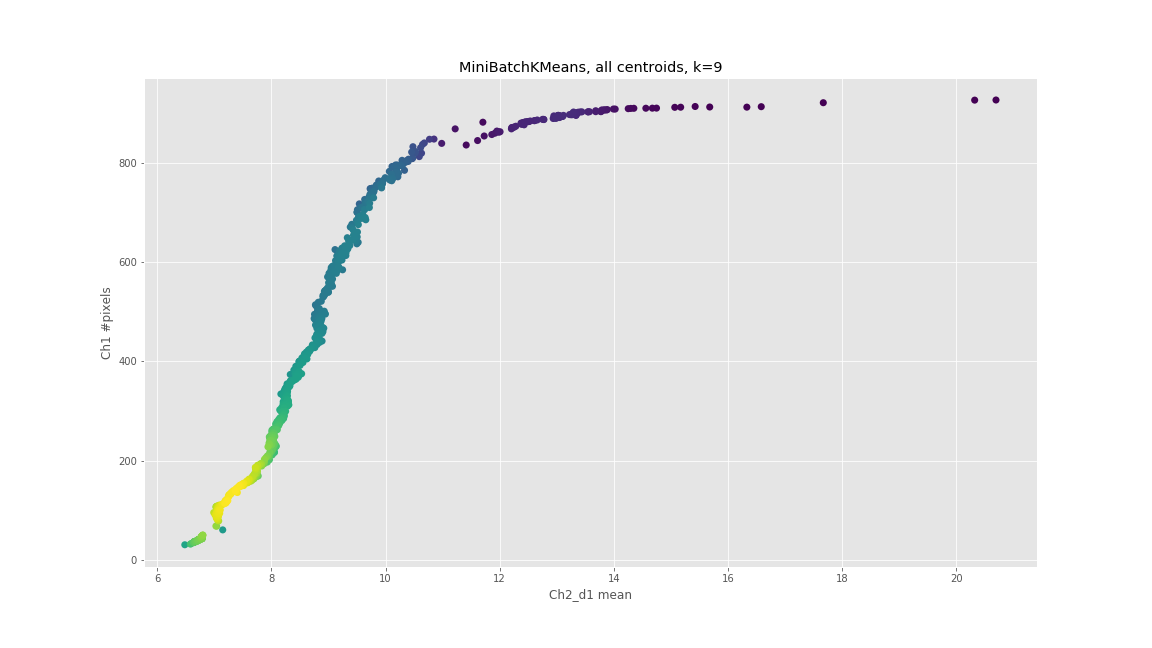 MiniBatchKMeans, all centroids, k=9
800
600
400
200
0
Ch1 #pixels
6 8 10 12 14 16 18 20
Ch2_d1 mean